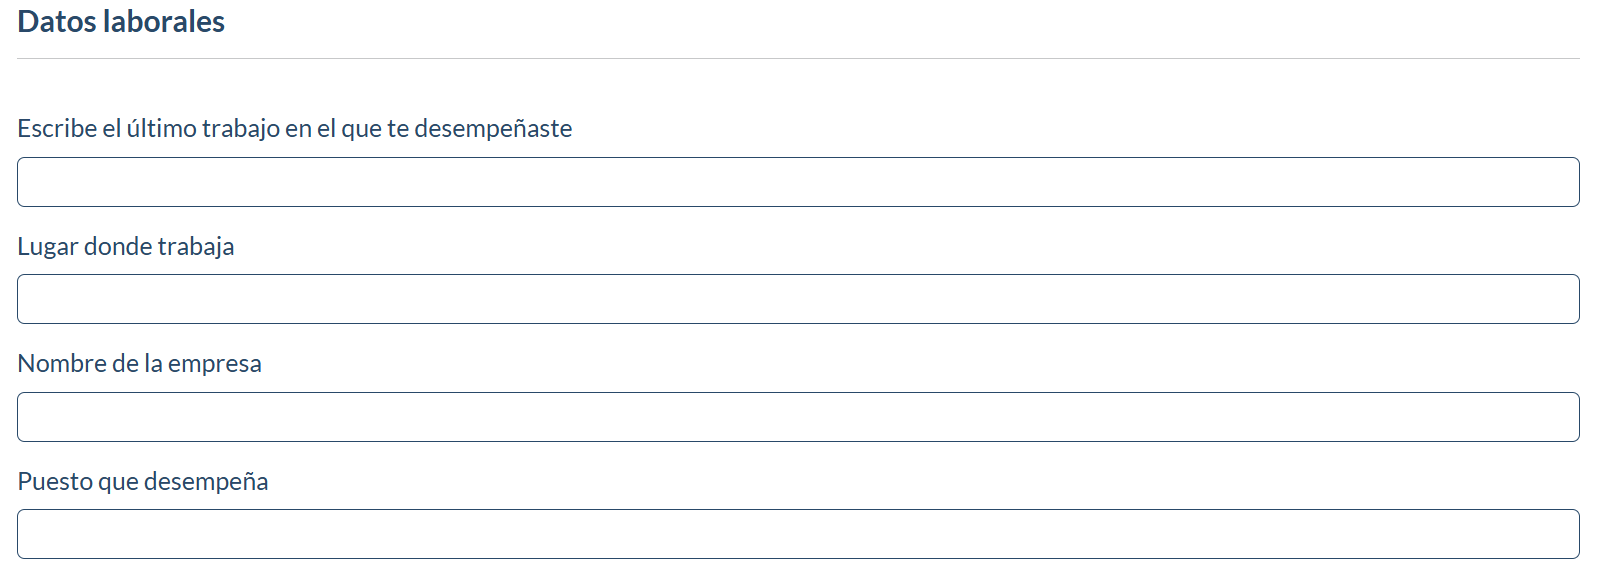 Datos laborales
Escribe el último trabajo en el que te desempeñaste
Lugar donde trabaja
Nombre de la empresa
Puesto que desempeña